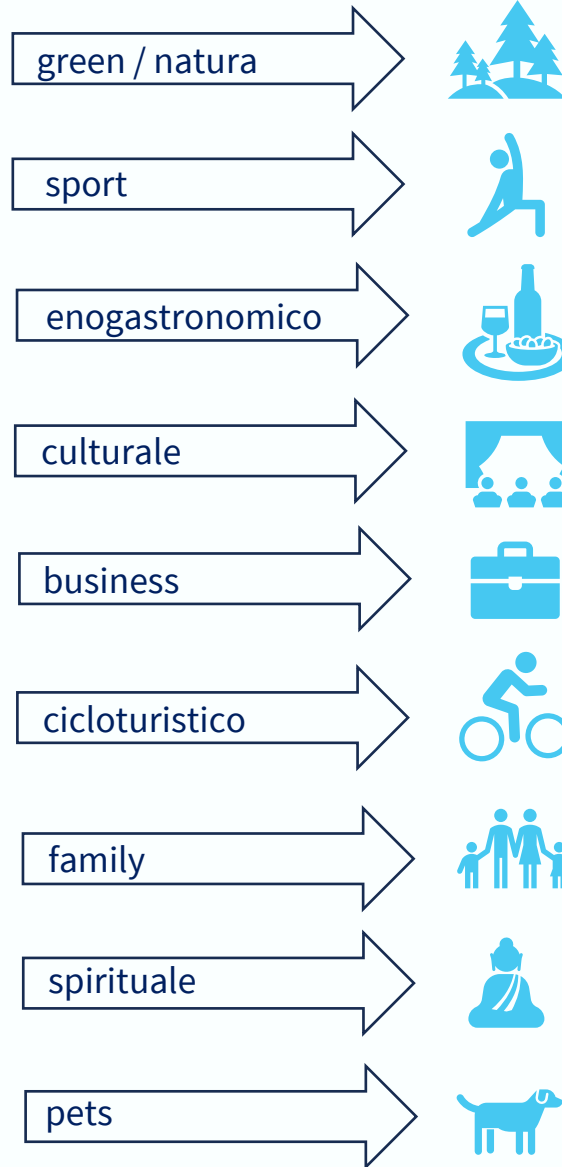 green / natura
sport
enogastronomico
culturale
business
cicloturistico
family
spirituale
pets